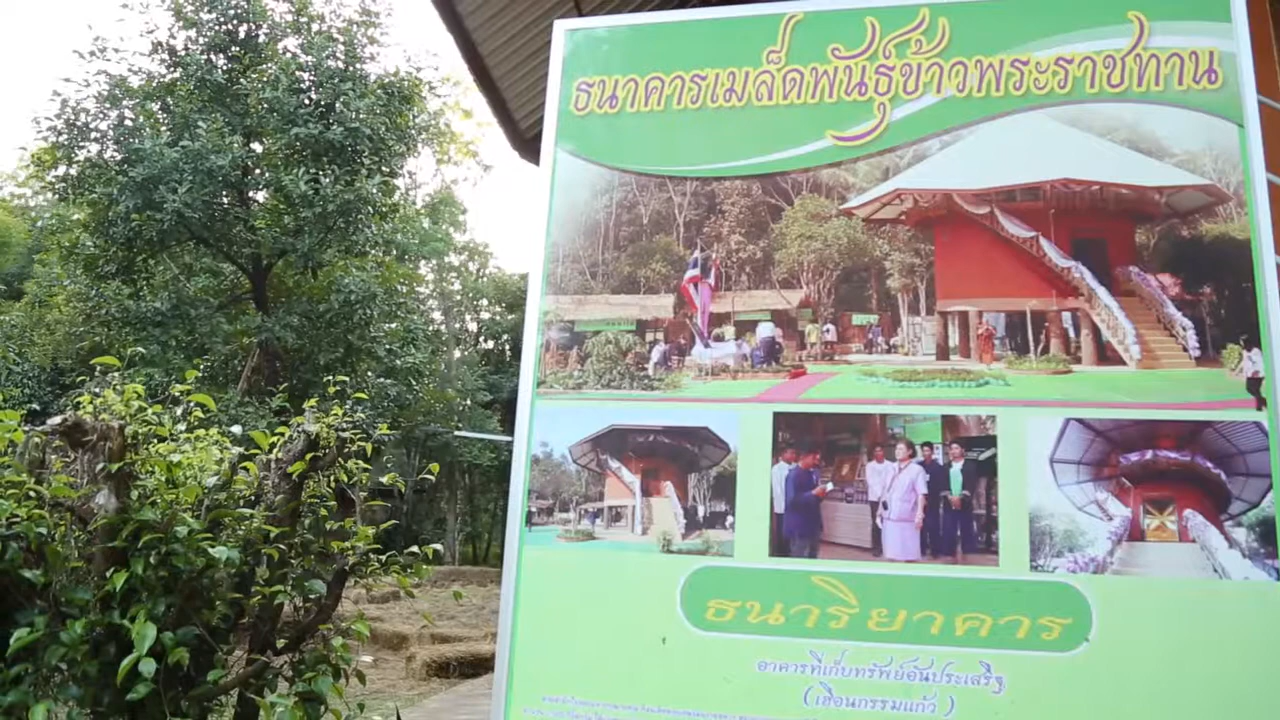 ธนาคารเมล็ดพันธุ์ข้าวพระราชทาน
ธนาริยาคาร
อาคารที่เก็บทรัพย์อันประเสริฐ
(เฮือนกรรมแก้ว)